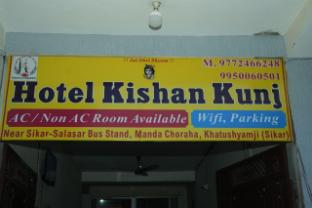 !! Jai Shri Shyam !!
M. 9772466248
9950060501
Hotel Kishan Kunj
AC / Non AC Room Available
Wifi, Parking
Near Sikar-Salasar Bus Stand, Manda Choraha, Khatushyamji (Sikar)